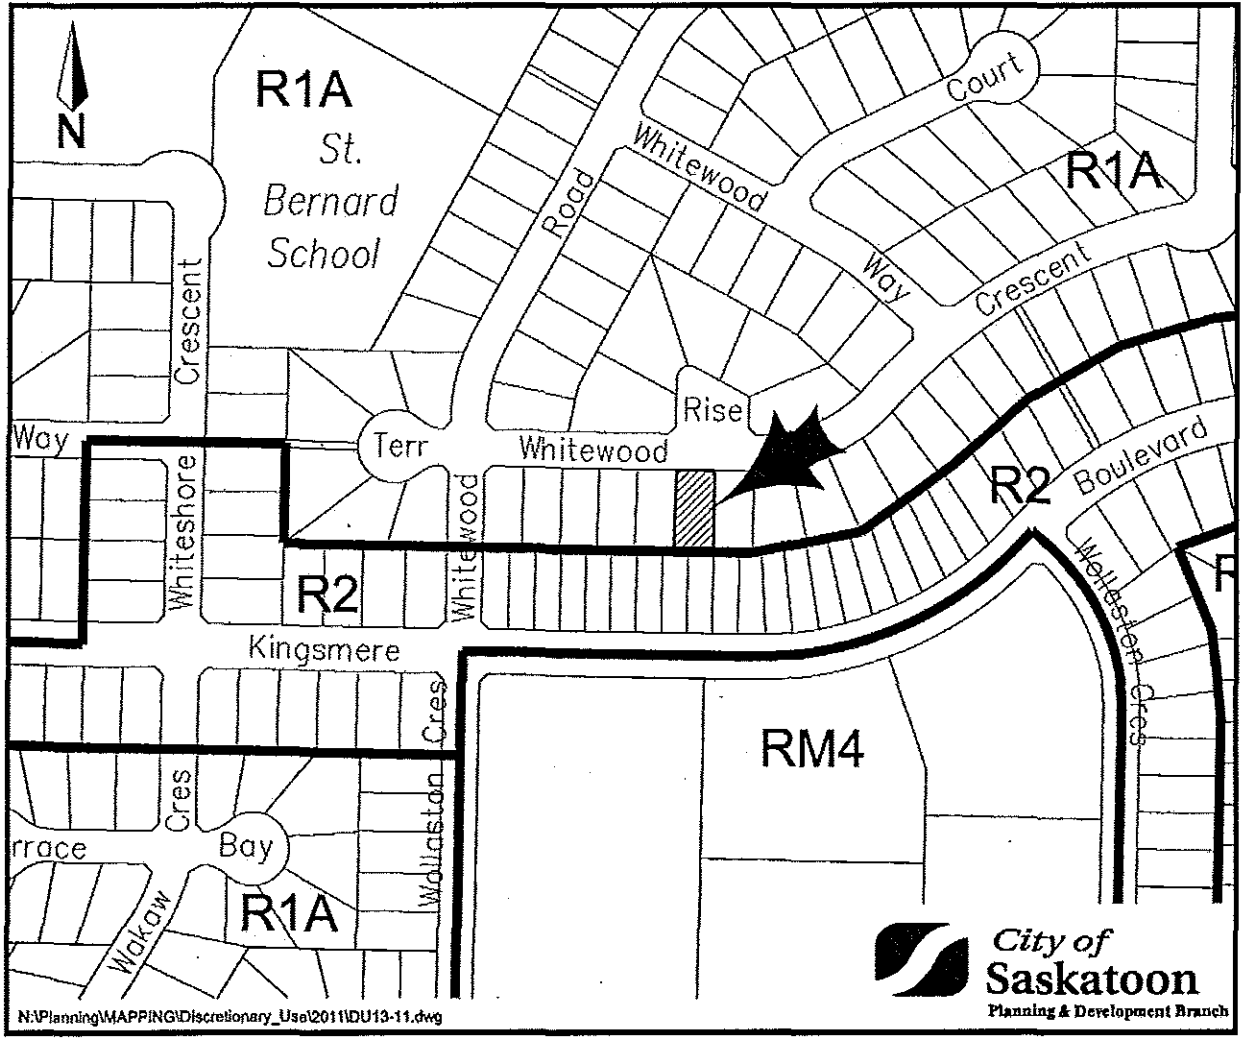 R1A
St.
Bernard
School
N
Court
Whitewood
R1A
Road
Way
Crescent
Crescent
Rise
Way
Terr
Whitewood
Boulevard
R2
Whiteshore
Whitewood
R2
Wollaston Cres
R
Kingsmere
Cres
RM4
Cres
Wollaston
rrace
Bay
R1A
Wakaw
City of
Saskatoon
Planning & Development Branch
N:\Planning\MAPPING\Discretionary_Use\2011\DU13-11.dwg